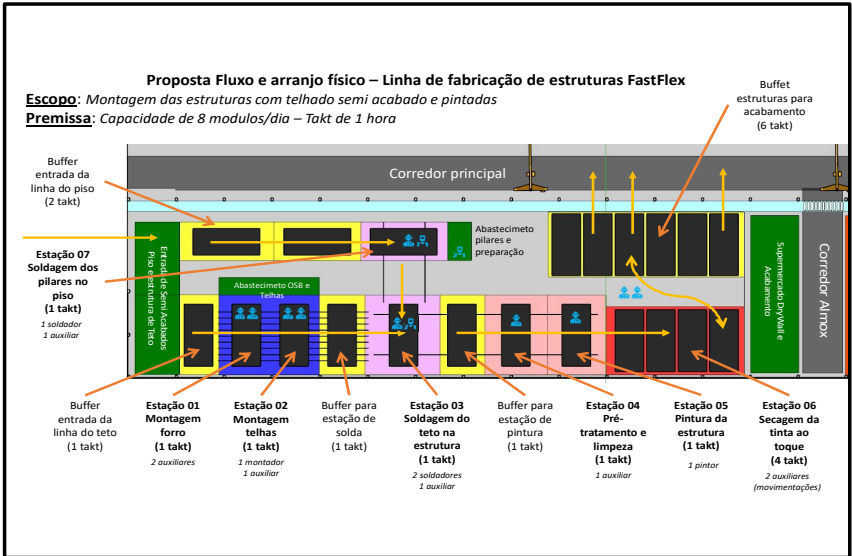 Proposta Fluxo e arranjo físico – Linha de fabricação de estruturas FastFlex
Escopo: Montagem das estruturas com telhado semi acabado e pintadas
Premissa: Capacidade de 8 modulos/dia – Takt de 1 hora
Buffet
estruturas para
acabamento
(6 takt)
Buffer
entrada da
linha do piso
(2 takt)
Corredor principal
Estação 07
Soldagem dos
pilares no
piso
(1 takt)
1 soldador
1 auxiliar
Entrada de Semi Acabados
Piso e estrutura de Teto
Abastecimeto
pilares e
preparação
Abastecimeto OSB e
Telhas
Supermercado DryWall e
Acabamento
Corredor Almox
Buffer
entrada da
linha do teto
(1 takt)
Estação 01
Montagem
forro
(1 takt)
2 auxiliares
Estação 02
Montagem
telhas
(1 takt)
1 montador
1 auxiliar
Buffer para
estação de
solda
(1 takt)
Estação 03
Soldagem do
teto na
estrutura
(1 takt)
2 soldadores
1 auxiliar
Buffer para
estação de
pintura
(1 takt)
Estação 04
Pré-
tratamento e
limpeza
(1 takt)
1 auxiliar
Estação 05
Pintura da
estrutura
(1 takt)
1 pintor
Estação 06
Secagem da
tinta ao
toque
(4 takt)
2 auxiliares
(movimentações)